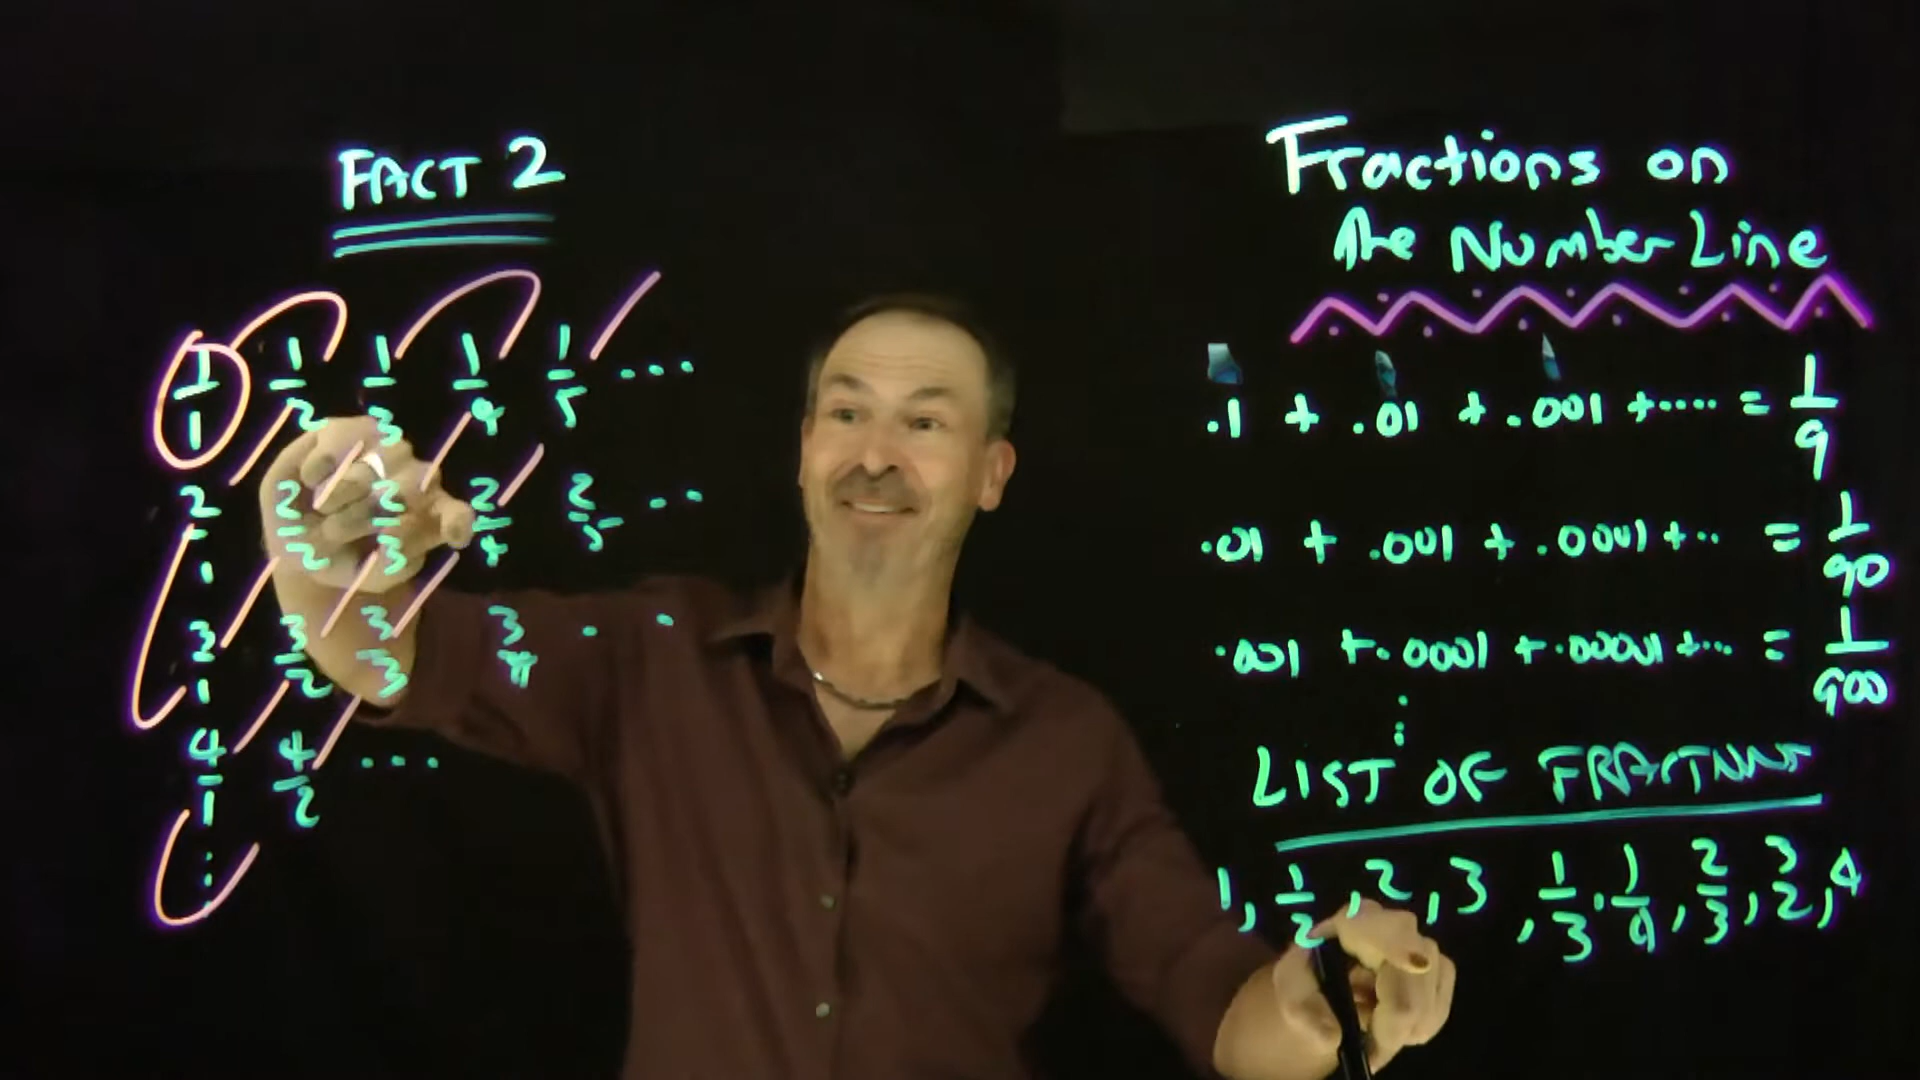 FACT 2
1/1 1/2 1/3 1/4 1/5 ...
2/1 2/2 2/3 2/4 2/5 ...
3/1 3/2 3/3 . .
4/1 4/2 ...
Fractions on
the Number Line
.1 + .01 + .001 + .... = 1/9
.01 + .001 + .0001 + .. = 1/90
.001 + .0001 + .00001 + ... = 1/900
LIST OF FRACTIONS
1, 1/2, 2, 3, 1/3, 1/4, 2/3, 3/2, 4